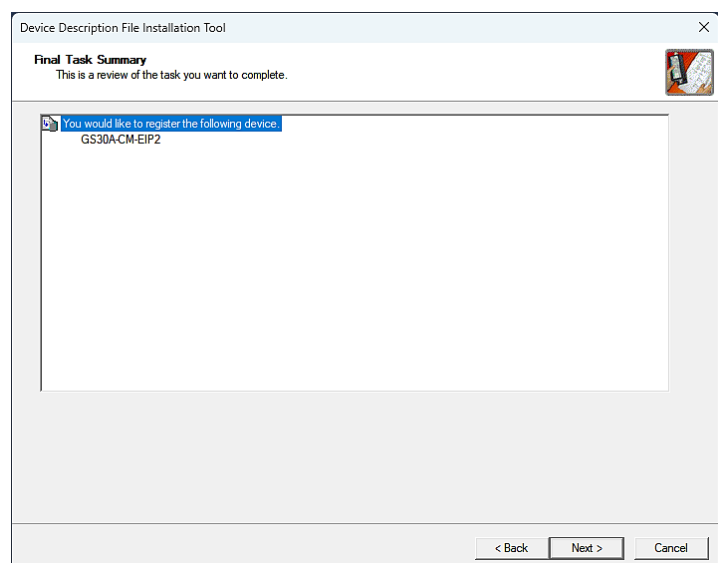 Device Description File Installation Tool
Final Task Summary
This is a review of the task you want to complete.
You would like to register the following device.
GS30A-CM-EIP2
< Back
Next >
Cancel